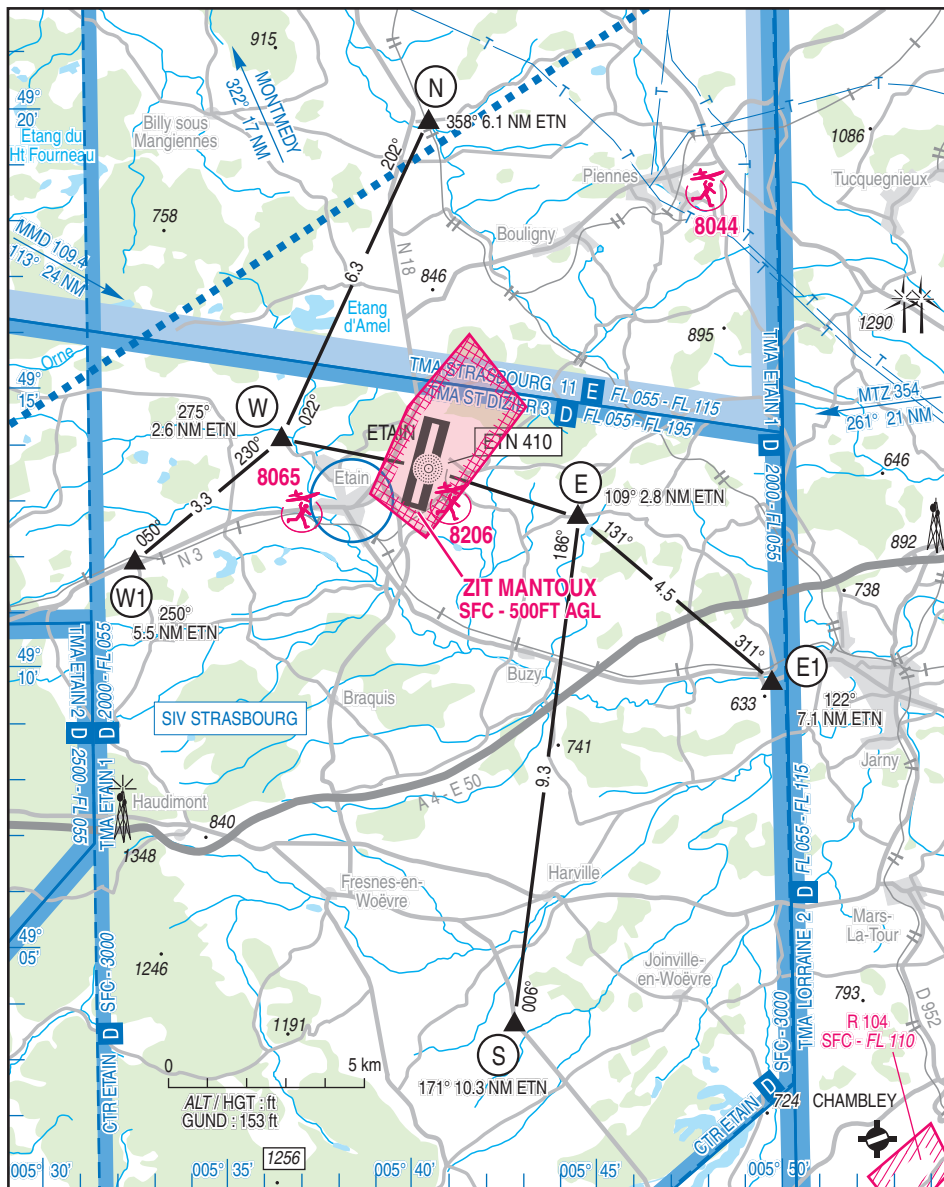 915
49°
20'
Etang du
Ht Fourneau
Billy sous
Mangiennes
MONTMEDY
322° 17 NM
N
358° 6.1 NM ETN
202°
1086
Piennes
Tucquegnieux
8044
Bouligny
758
MMD 109.4
113° 24 NM
6.3
N 18
846
Etang
d'Amel
895
1290
Orne
49°
15'
TMA STRASBOURG 11 E FL 055 - FL 115
TMA ST DIZIER 3 D FL 055 - FL 195
TMA ETAIN 1 D 2000 - FL 055
MTZ 354
261° 21 NM
W
275°
2.6 NM ETN
022°
230°
ETAIN
ETN 410
646
8065
Etain
E
109° 2.8 NM ETN
3.3
050°
N 3
8206
186°
131°
892
W1
250°
5.5 NM ETN
ZIT MANTOUX
SFC - 500FT AGL
4.5
738
49°
10'
311°
E1
122°
7.1 NM ETN
633
Buzy
Braquis
TMA ETAIN 2 D 2500 - FL 055
TMA ETAIN 1 D 2000 - FL 055
SIV STRASBOURG
741
Jarny
9.3
A 4 - E 50
Haudimont
840
1348
FL 055 - FL 115
TMA LORRAINE 2 D
Fresnes-en-
Woëvre
Harville
Mars-
La-Tour
49°
05'
1246
Joinville-
en-Woëvre
793
D 952
CTR ETAIN D SFC - 3000
1191
006°
S
171° 10.3 NM ETN
R 104
SFC - FL 110
0 5 km
ALT / HGT : ft
GUND : 153 ft
CTR ETAIN D SFC - 3000
724
CHAMBLEY
1256
005° 30' 005° 35' 005° 40' 005° 45' 005° 50'